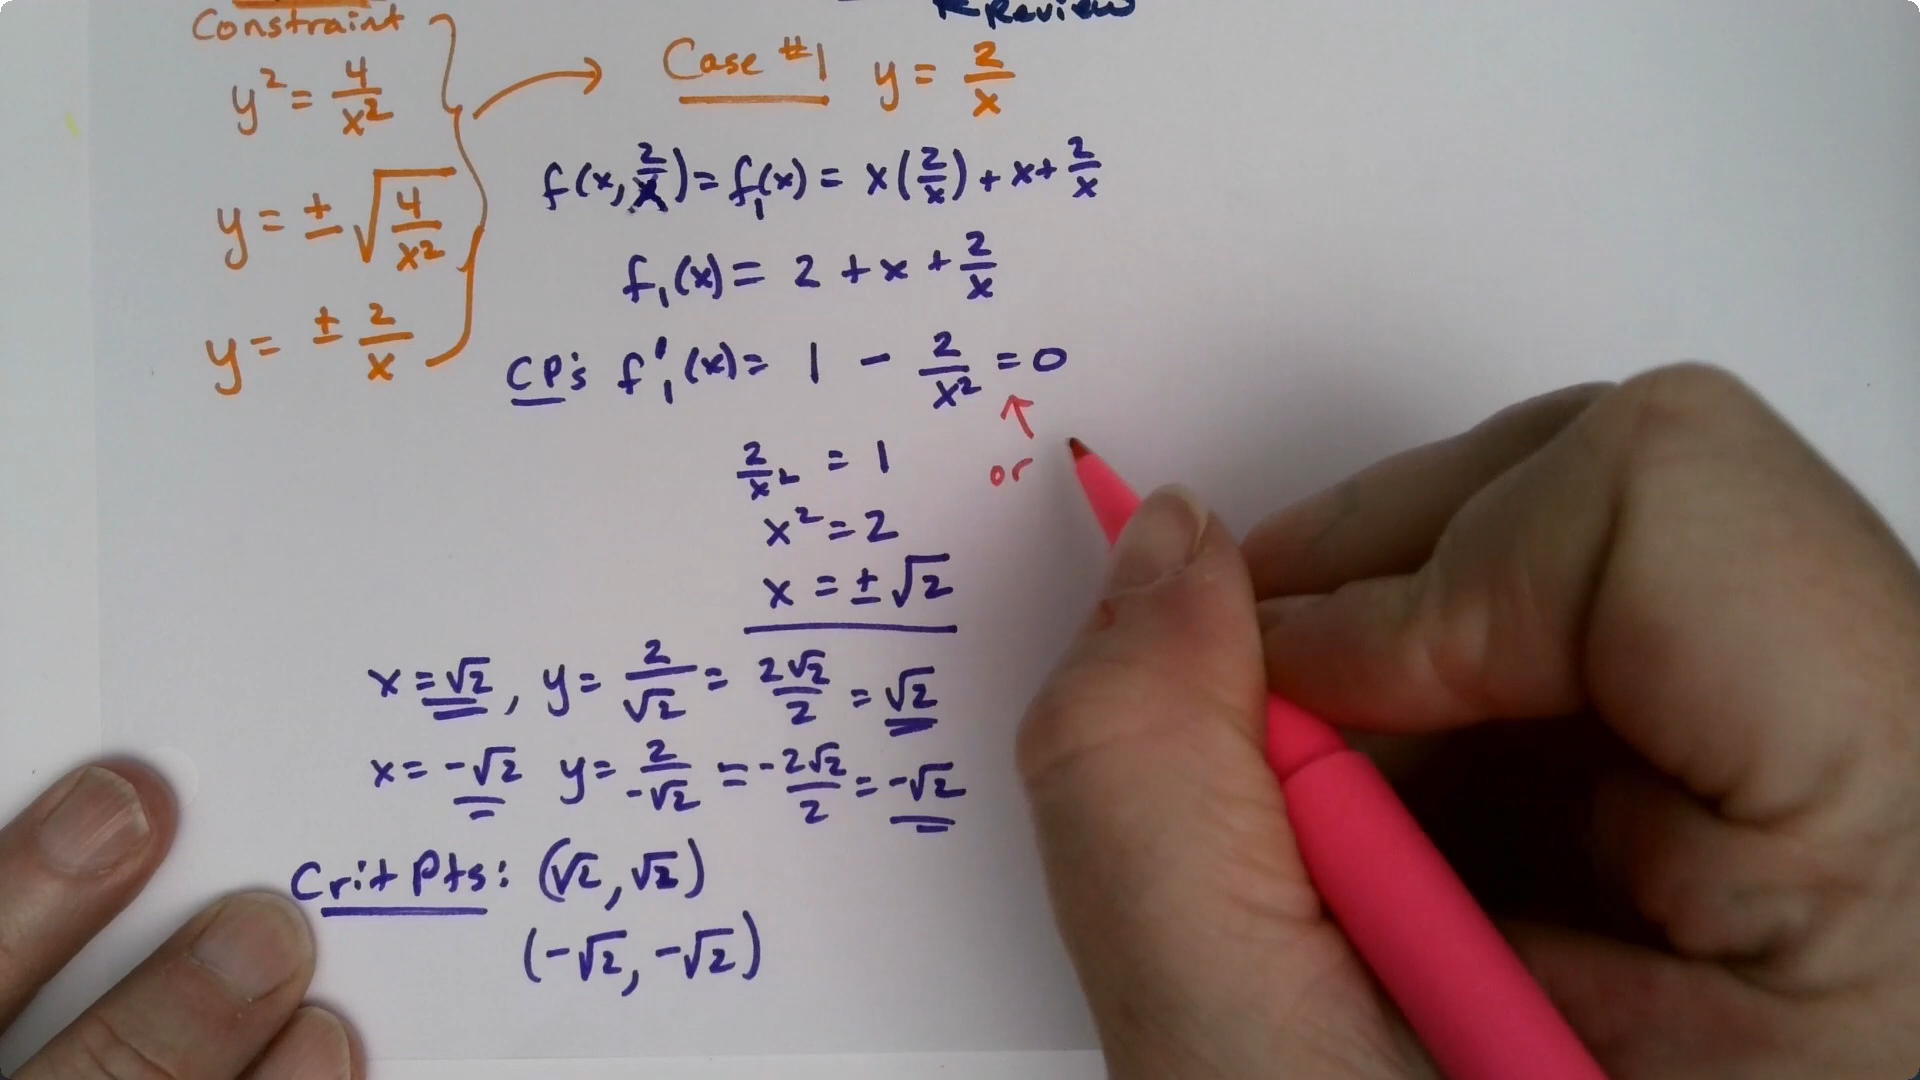 Review
Constraint
y² = 4/x²
y = ± √(4/x²)
y = ± 2/x
Case #1 y = 2/x
f(x, 2/x) = f₁(x) = x(2/x) + x + 2/x
f₁(x) = 2 + x + 2/x
CP's f'₁(x) = 1 - 2/x² = 0
or
2/x² = 1
x² = 2
x = ± √2
x = √2, y = 2/√2 = 2√2/2 = √2
x = -√2 y = 2/-√2 = -2√2/2 = -√2
Crit Pts: (√2, √2)
(-√2, -√2)